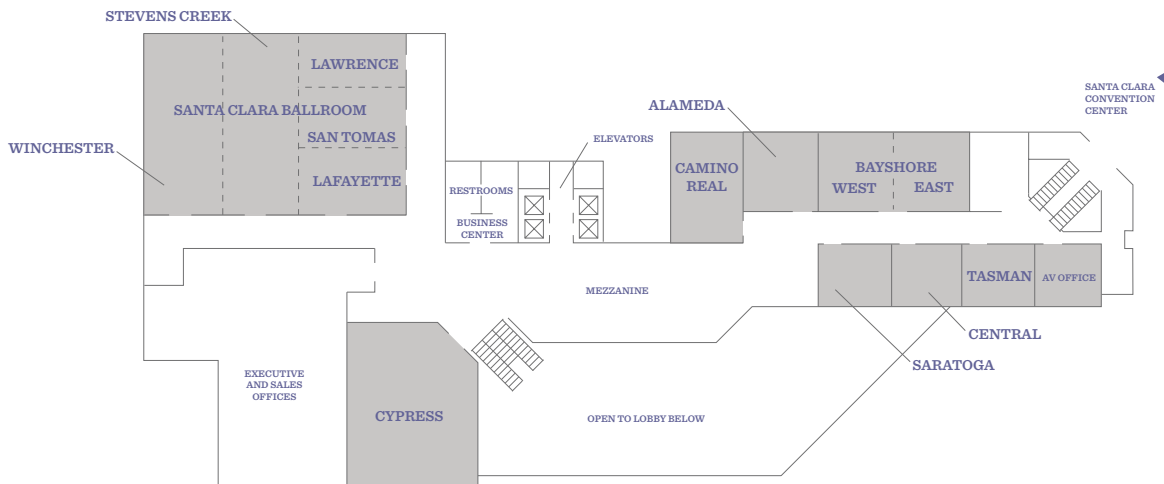 STEVENS CREEK
LAWRENCE
SANTA CLARA BALLROOM
SAN TOMAS
WINCHESTER
LAFAYETTE
RESTROOMS
BUSINESS
CENTER
ELEVATORS
ALAMEDA
CAMINO
REAL
BAYSHORE
WEST
EAST
SANTA CLARA
CONVENTION
CENTER
MEZZANINE
TASMAN
AV OFFICE
CENTRAL
SARATOGA
EXECUTIVE
AND SALES
OFFICES
CYPRESS
OPEN TO LOBBY BELOW